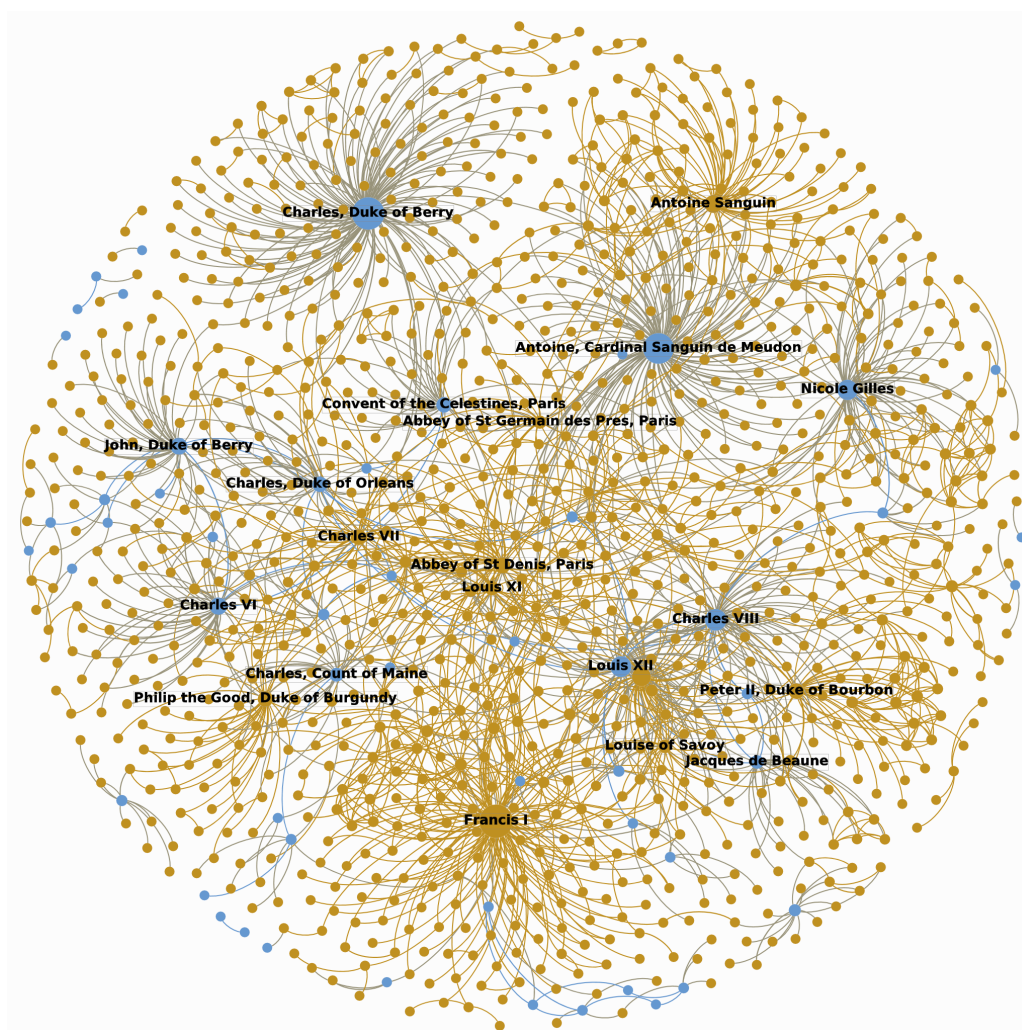 Antoine Sanguin
Charles, Duke of Berry
Antoine, Cardinal Sanguin de Meudon
Nicole Gilles
Convent of the Celestines, Paris
Abbey of St Germain des Pres, Paris
John, Duke of Berry
Charles, Duke of Orleans
Charles VII
Abbey of St Denis, Paris
Louis XI
Charles VI
Charles VIII
Louis XII
Charles, Count of Maine
Peter II, Duke of Bourbon
Philip the Good, Duke of Burgundy
Louise of Savoy
Jacques de Beaune
Francis I